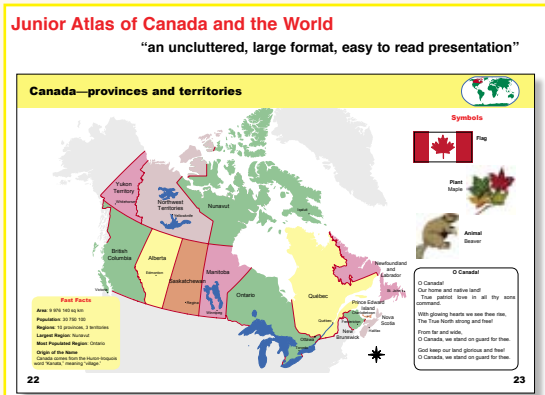 Junior Atlas of Canada and the World
“an uncluttered, large format, easy to read presentation”
Canada—provinces and territories
Symbols
Flag
Plant
Maple
Animal
Beaver
Yukon
Territory
Whitehorse
Northwest
Territories
Yellowknife
Nunavut
Iqaluit
British
Columbia
Victoria
Alberta
Edmonton
Saskatchewan
Regina
Manitoba
Winnipeg
Ontario
Toronto
Ottawa
Québec
Québec
Newfoundland
and
Labrador
St. John's
Prince Edward
Island
Charlottetown
Nova
Scotia
Halifax
New
Brunswick
Fast Facts
Area: 9 976 140 sq km
Population: 30 750 100
Regions: 10 provinces, 3 territories
Largest Region: Nunavut
Most Populated Region: Ontario
Origin of the Name
Canada comes from the Huron-Iroquois
word "Kanata," meaning "village."
O Canada!
O Canada!
Our home and native land!
True patriot love in all thy sons
command.
With glowing hearts we see thee rise,
The True North strong and free!
From far and wide,
O Canada, we stand on guard for thee.
God keep our land glorious and free!
O Canada, we stand on guard for thee.
22
23